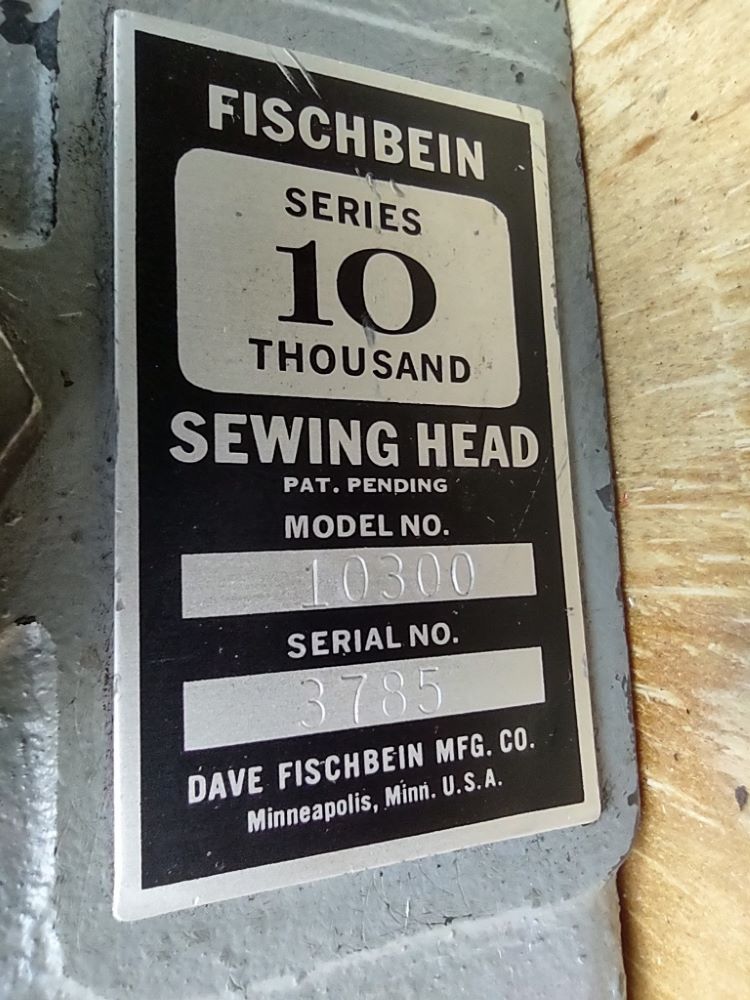 FISCHBEIN
SERIES
10
THOUSAND
SEWING HEAD
PAT. PENDING
MODEL NO.
10300
SERIAL NO.
3785
DAVE FISCHBEIN MFG. CO.
Minneapolis, Minn. U.S.A.